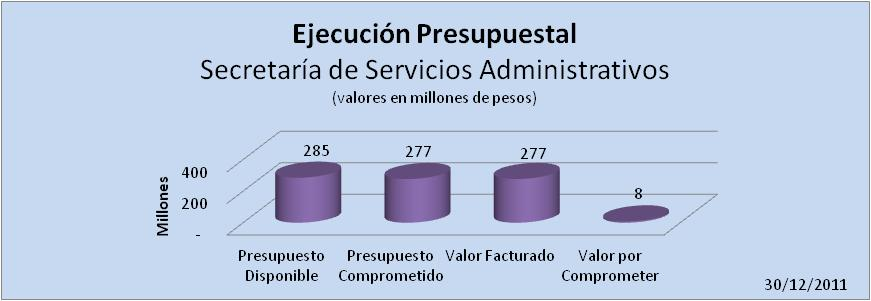 Ejecución Presupuestal
Secretaría de Servicios Administrativos
(valores en millones de pesos)
Millones
400
200
-
285
277
277
8
Presupuesto Disponible
Presupuesto Comprometido
Valor Facturado
Valor por Comprometer
30/12/2011